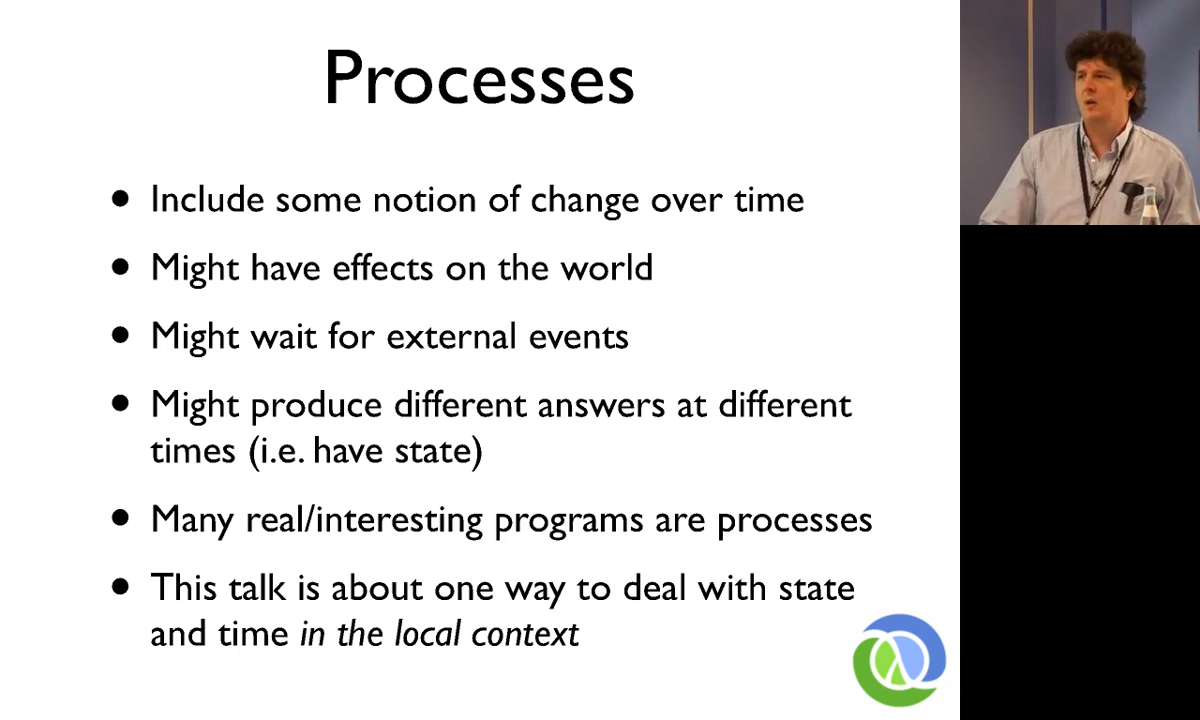 Processes
• Include some notion of change over time
• Might have effects on the world
• Might wait for external events
• Might produce different answers at different
times (i.e. have state)
• Many real/interesting programs are processes
• This talk is about one way to deal with state
and time in the local context